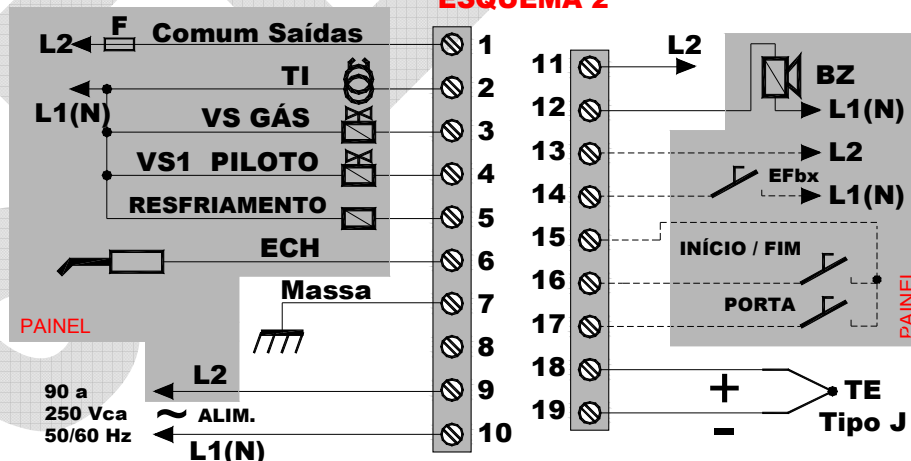 ESQUEMA 2
L2 F Comum Saídas 1
TI 2
L1(N)
VS GÁS 3
VS1 PILOTO 4
RESFRIAMENTO 5
ECH 6
Massa 7
PAINEL
8
L2 9
90 a
250 Vca ~ ALIM.
50/60 Hz
L1(N) 10
11 L2
BZ
12 L1(N)
13 L2
EFbx
14 L1(N)
15
INÍCIO / FIM
16
PORTA
17
PAINEL
18
+ TE
19 Tipo J
-